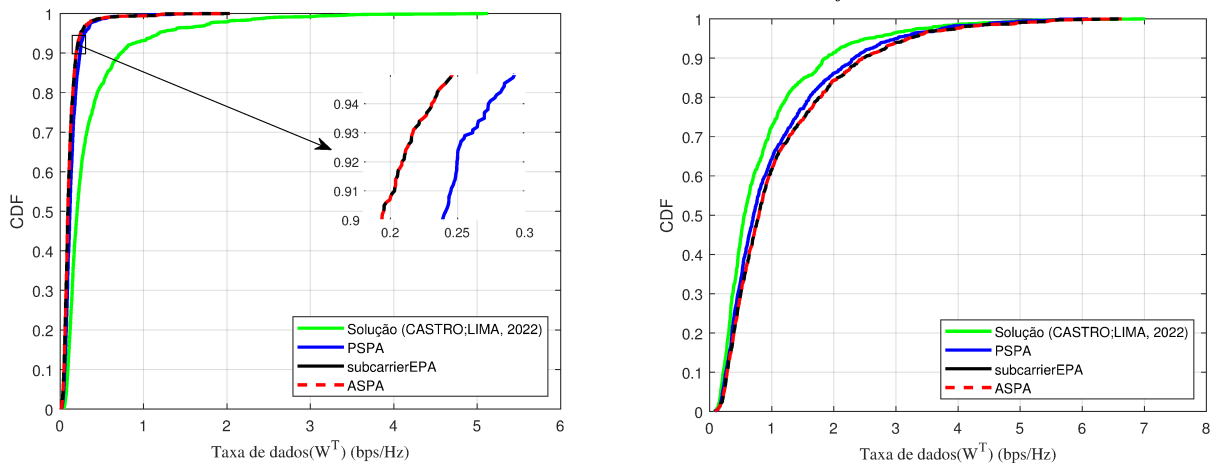 1
0.9
0.8
0.7
0.6
0.5
0.4
0.3
0.2
0.1
0
CDF
0 1 2 3 4 5 6
Taxa de dados(W^T) (bps/Hz)
0.94
0.93
0.92
0.91
0.9
0.2 0.25 0.3
Solução (CASTRO;LIMA, 2022)
PSPA
subcarrierEPA
ASPA
1
0.9
0.8
0.7
0.6
0.5
0.4
0.3
0.2
0.1
0
CDF
0 1 2 3 4 5 6 7 8
Taxa de dados(W^T) (bps/Hz)
Solução (CASTRO;LIMA, 2022)
PSPA
subcarrierEPA
ASPA